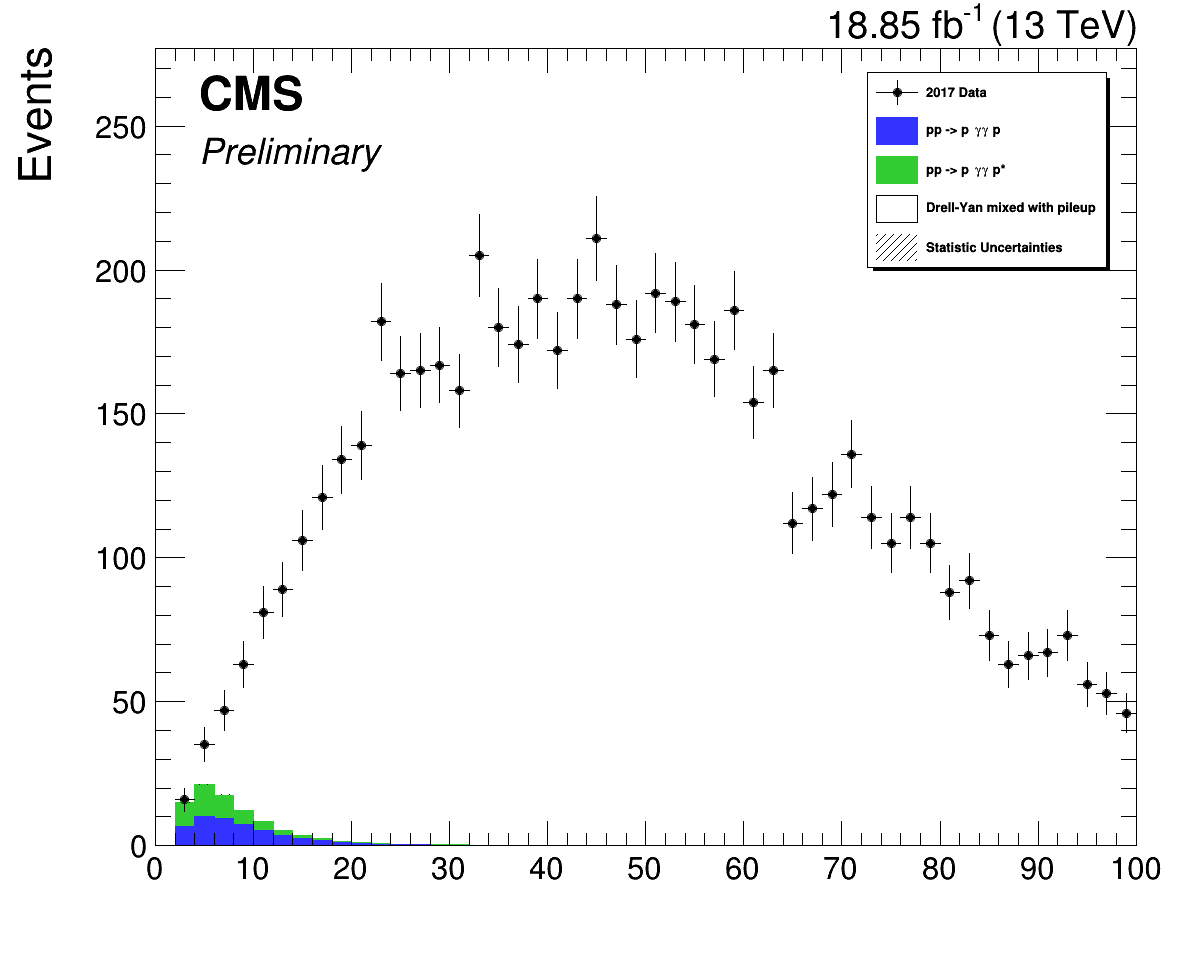 18.85 fb⁻¹ (13 TeV)
Events
CMS
Preliminary
2017 Data
pp -> p γγ p
pp -> p γγ p*
Drell-Yan mixed with pileup
Statistic Uncertainties
250
200
150
100
50
0
0 10 20 30 40 50 60 70 80 90 100